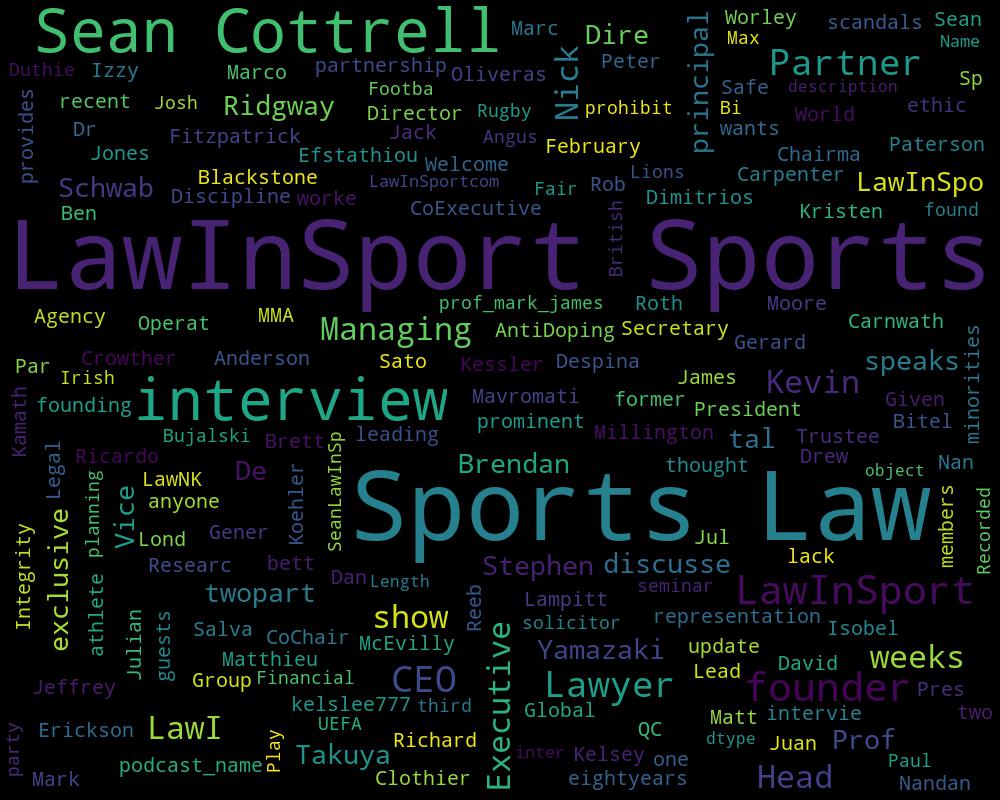 Sean Cottrell
Marc
Dire
Nick
principal
Worley
scandals
Sean
Max
Name
Partner
Duthie
Izzy
Marco
partnership
Oliveras
Peter
Safe
description
Sp
provides
recent
Josh
Ridgway
Footba
Director
Rugby
prohibit
Bi
World
ethic
Dr
Fitzpatrick
Jack
Angus
February
wants
Chairma
Paterson
Jones
Efstathiou
Welcome
Schwab
Blackstone
LawInSportcom
Lions
Carpenter
LawInSpo
Discipline
worke
Fair
Rob
Dimitrios
Ben
CoExecutive
British
Kristen
found
LawInSport Sports
prof_mark_james
Roth
Moore
Agency
Operat
MMA
Managing
AntiDoping
Secretary
Gerard
Carnwath
minorities
Par
Crowther
Anderson
Sato
Kessler
Despina
speaks
Irish
James
Kevin
Kamath
founding
interview
Mavromati
former
President
Given
Bitel
prominent
Bujalski
Brett
leading
Millington
tal
Trustee
Legal
Ricardo
De
SeanLawInSp
Brendan
thought
Drew
object
Nan
planning
Vice
LawNK
anyone
Koehler
Sports Law
members
Recorded
Integrity
exclusive
Lond
Gener
Jul
lack
athlete
Researc
bett
Dan
Length
Stephen
discusse
seminar
LawInSport
Julian
guests
twopart
show
Reeb
Lampitt
representation
Isobel
Salva
CoChair
McEvilly
solicitor
Executive
Yamazaki
update
weeks
Matthieu
Lead
David
Jeffrey
Group
Financial
CEO
Lawyer
founder
Pres
kelslee777
third
Global
Matt
intervie
two
party
Erickson
LawI
UEFA
QC
dtype
Juan
Prof
podcast_name
Play
Takuya
Richard
inter
Kelsey
one
Paul
Mark
Clothier
eightyears
Head
Nandan